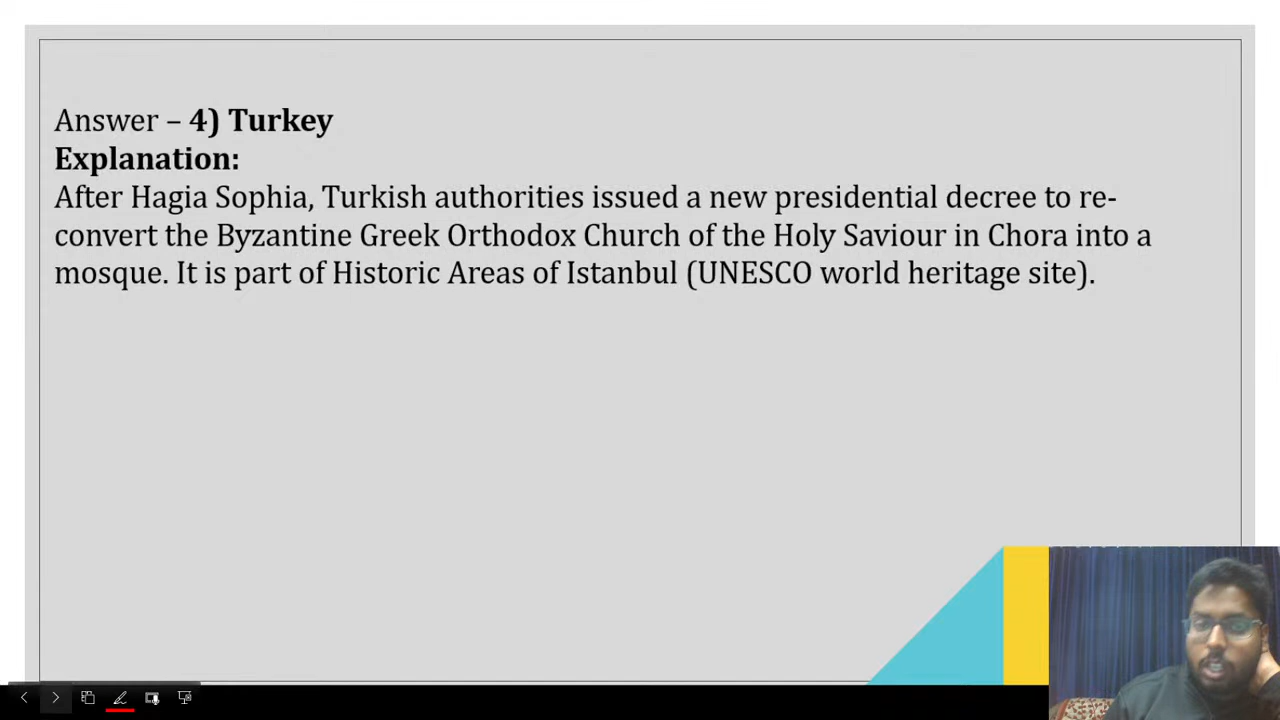 Answer – 4) Turkey
Explanation:
After Hagia Sophia, Turkish authorities issued a new presidential decree to re-
convert the Byzantine Greek Orthodox Church of the Holy Saviour in Chora into a
mosque. It is part of Historic Areas of Istanbul (UNESCO world heritage site).